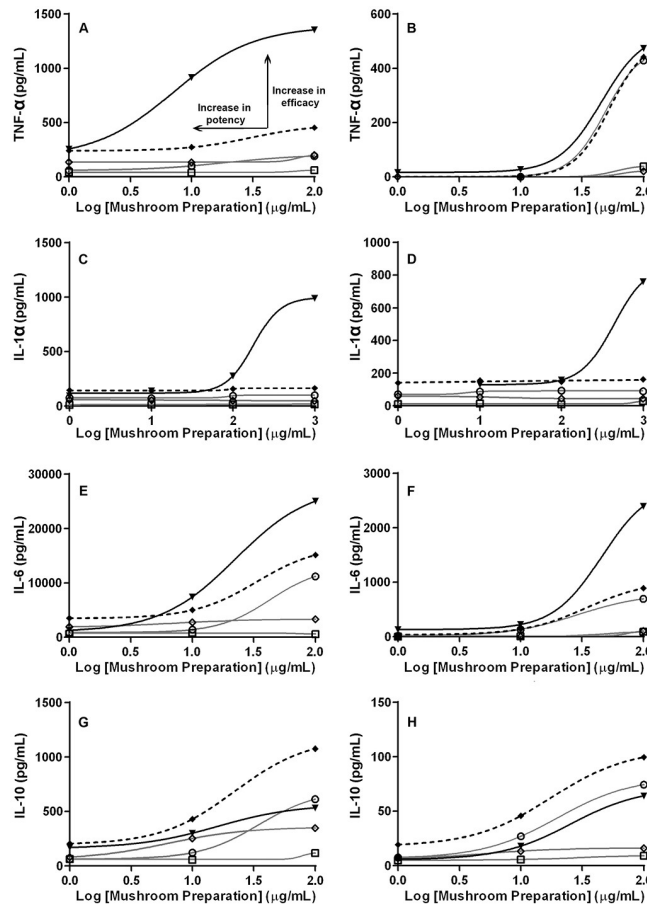 A
TNF-α (pg/mL)
1500
1000
500
0
Increase in
potency
Increase in
efficacy
0.0 0.5 1.0 1.5 2.0
Log [Mushroom Preparation] (μg/mL)
B
TNF-α (pg/mL)
600
400
200
0
0.0 0.5 1.0 1.5 2.0
Log [Mushroom Preparation] (μg/mL)
C
IL-1α (pg/mL)
1500
1000
500
0
0 1 2 3
Log [Mushroom Preparation] (μg/mL)
D
IL-1α (pg/mL)
1000
800
600
400
200
0
0 1 2 3
Log [Mushroom Preparation] (μg/mL)
E
IL-6 (pg/mL)
30000
20000
10000
0
0.0 0.5 1.0 1.5 2.0
Log [Mushroom Preparation] (μg/mL)
F
IL-6 (pg/mL)
3000
2000
1000
0
0.0 0.5 1.0 1.5 2.0
Log [Mushroom Preparation] (μg/mL)
G
IL-10 (pg/mL)
1500
1000
500
0
0.0 0.5 1.0 1.5 2.0
Log [Mushroom Preparation] (μg/mL)
H
IL-10 (pg/mL)
150
100
50
0
0.0 0.5 1.0 1.5 2.0
Log [Mushroom Preparation] (μg/mL)